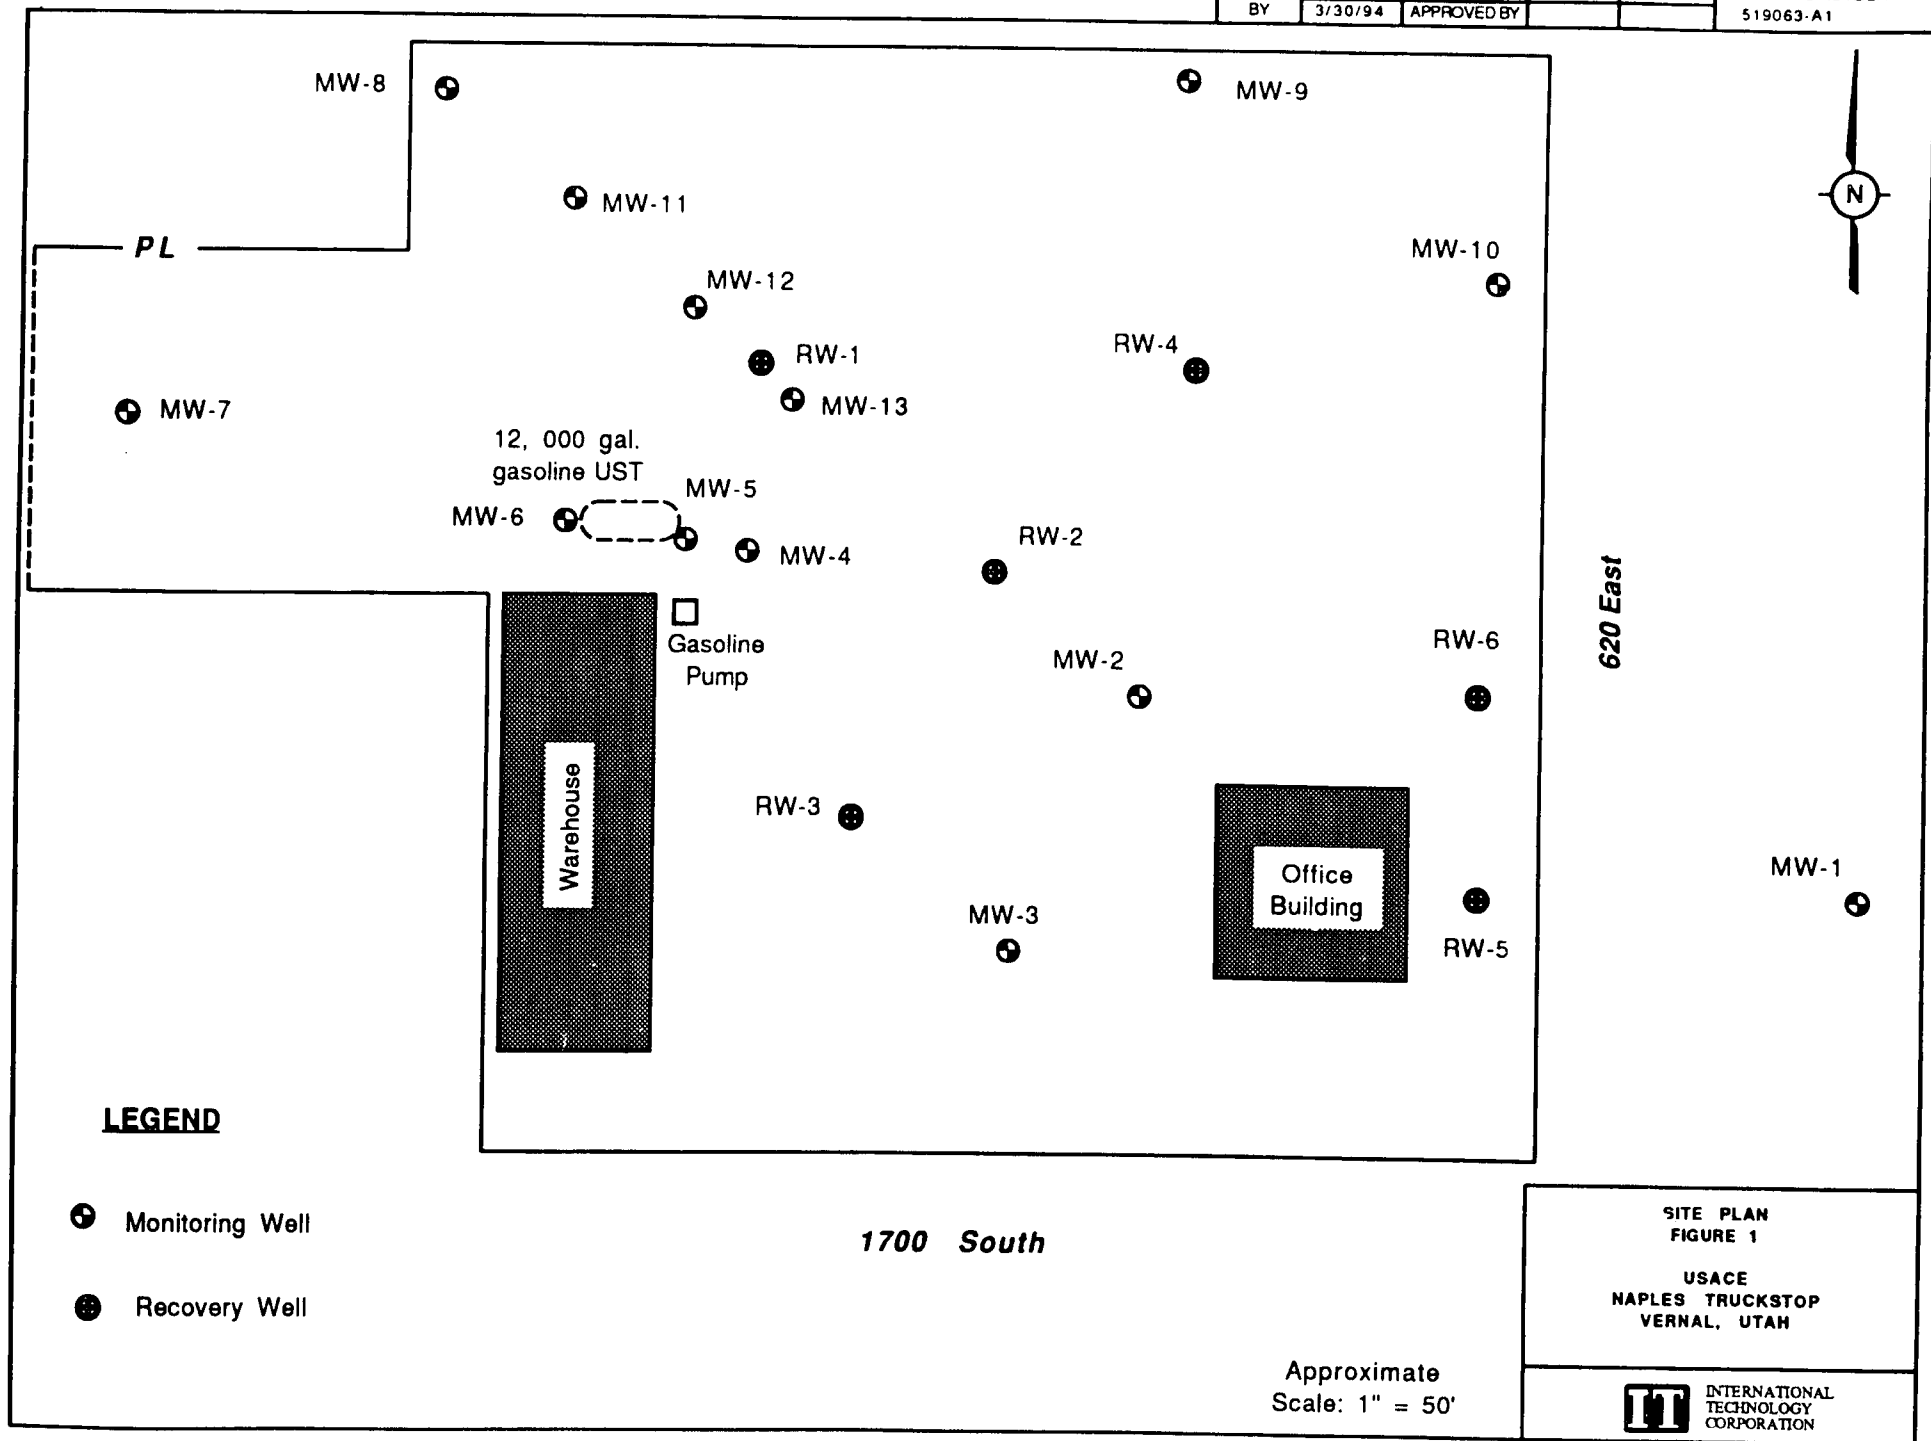 BY 3/30/94 APPROVED BY 519063-A1
MW-8
MW-9
MW-11
PL
MW-10
N
MW-12
RW-1
RW-4
MW-13
MW-7
12, 000 gal.
gasoline UST
MW-5
MW-6
MW-4
RW-2
620 East
Gasoline
Pump
MW-2
RW-6
Warehouse
RW-3
Office
Building
MW-1
MW-3
RW-5
LEGEND
Monitoring Well
Recovery Well
1700 South
Approximate
Scale: 1" = 50'
SITE PLAN
FIGURE 1
USACE
NAPLES TRUCKSTOP
VERNAL, UTAH
IT
INTERNATIONAL
TECHNOLOGY
CORPORATION